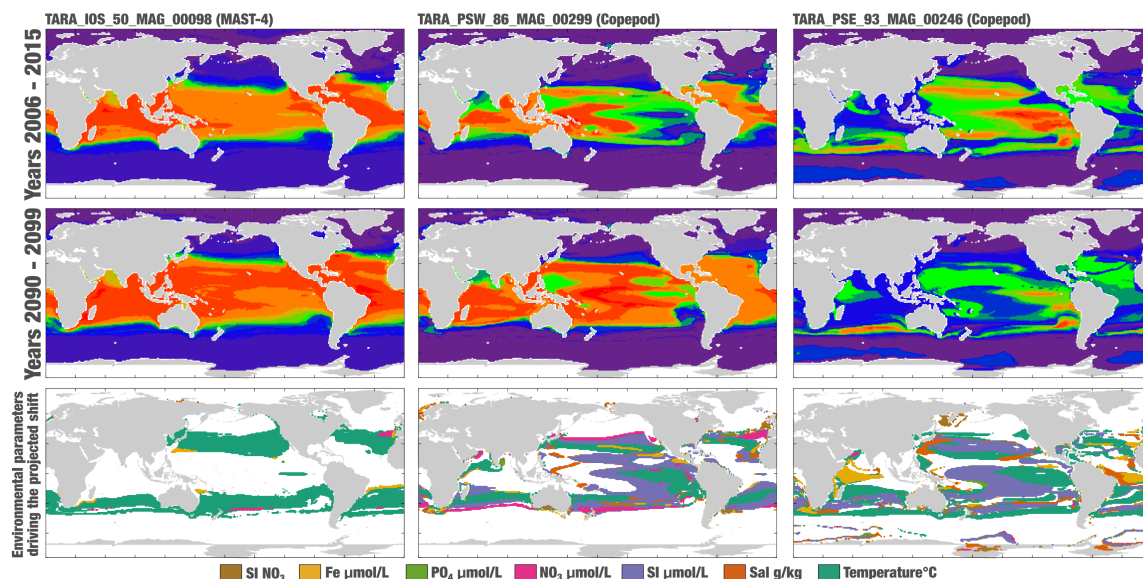 TARA_IOS_50_MAG_00098 (MAST-4)
TARA_PSW_86_MAG_00299 (Copepod)
TARA_PSE_93_MAG_00246 (Copepod)
Years 2006 - 2015
Years 2090 - 2099
Environmental parameters
driving the projected shift
SI NO₃
Fe µmol/L
PO₄ µmol/L
NO₃ µmol/L
SI µmol/L
Sal g/kg
Temperature°C